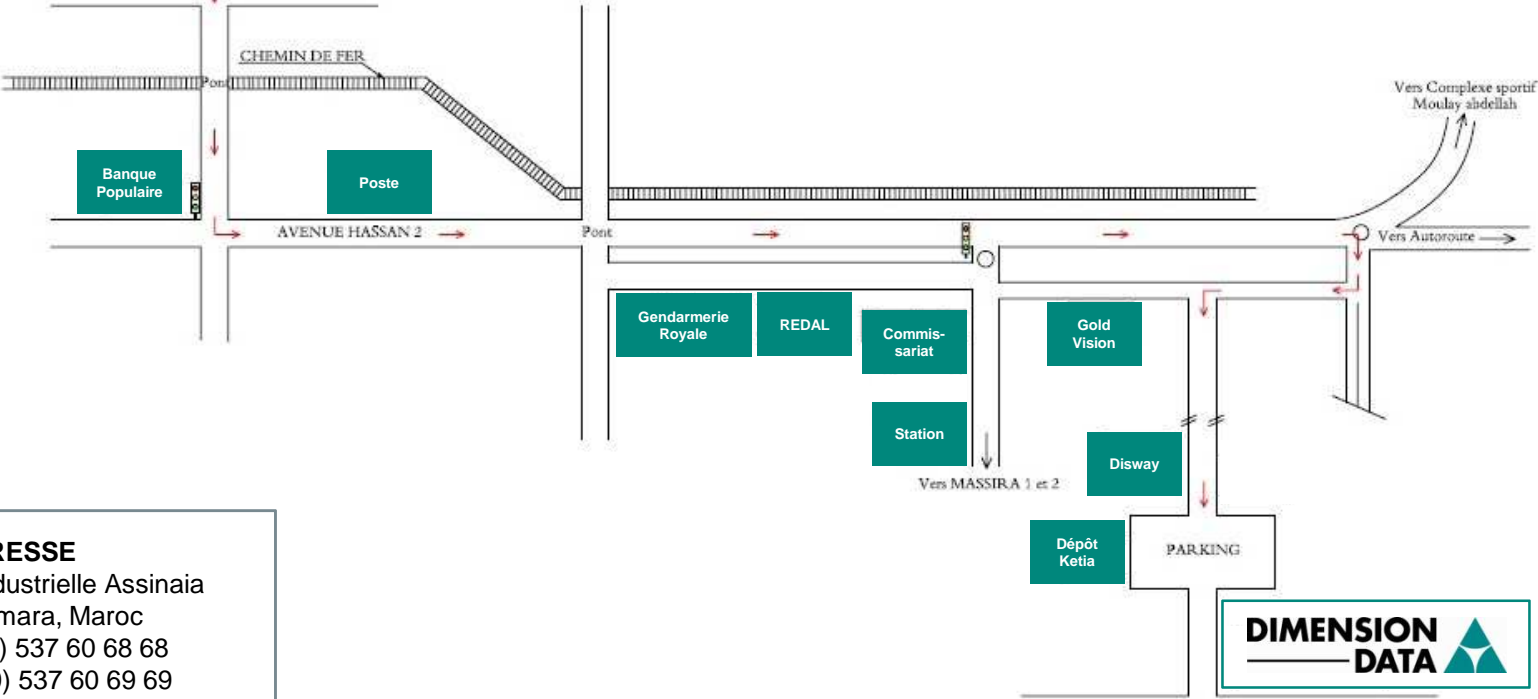 CHEMIN DE FER
Pont
Vers Complexe sportif
Moulay abdellah
Banque
Populaire
Poste
AVENUE HASSAN 2
Pont
Vers Autoroute
Gendarmerie
Royale
REDAL
Commis-
sariat
Gold
Vision
Station
Disway
Vers MASSIRA 1 et 2
Dépôt
Ketia
PARKING
RESSE
dustrielle Assinaia
mara, Maroc
) 537 60 68 68
) 537 60 69 69
DIMENSION
DATA